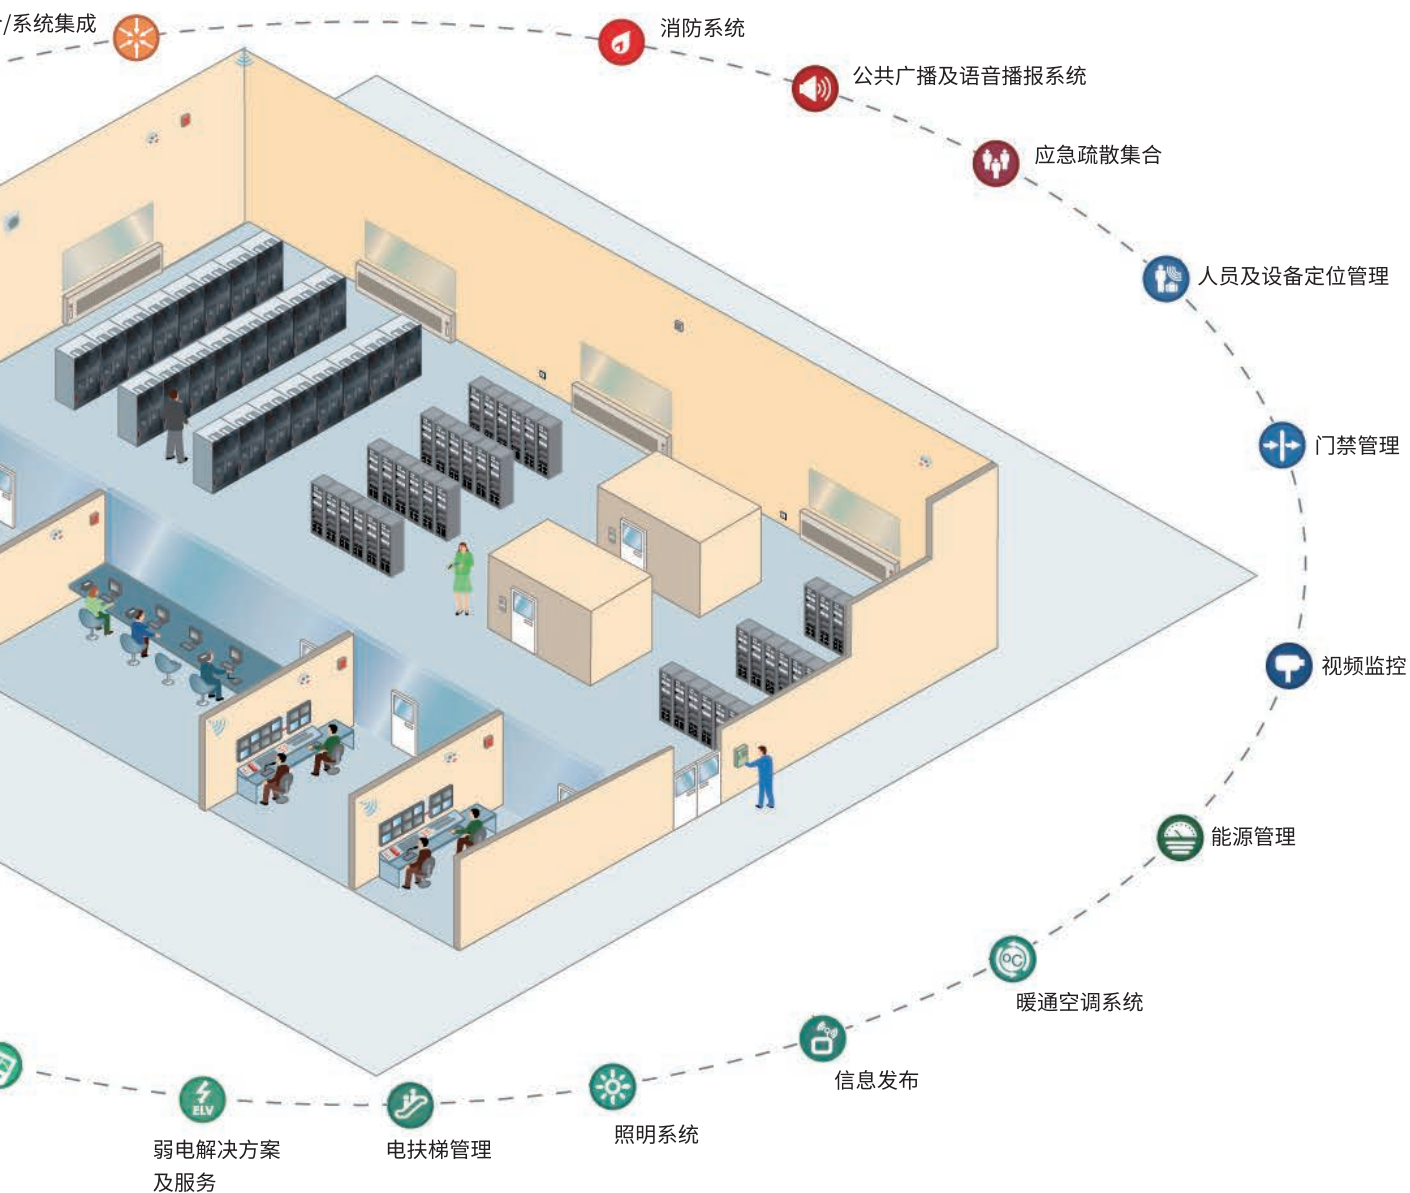 /系统集成
消防系统
公共广播及语音播报系统
应急疏散集合
人员及设备定位管理
门禁管理
视频监控
能源管理
°C
暖通空调系统
信息发布
照明系统
电扶梯管理
ELV
弱电解决方案
及服务